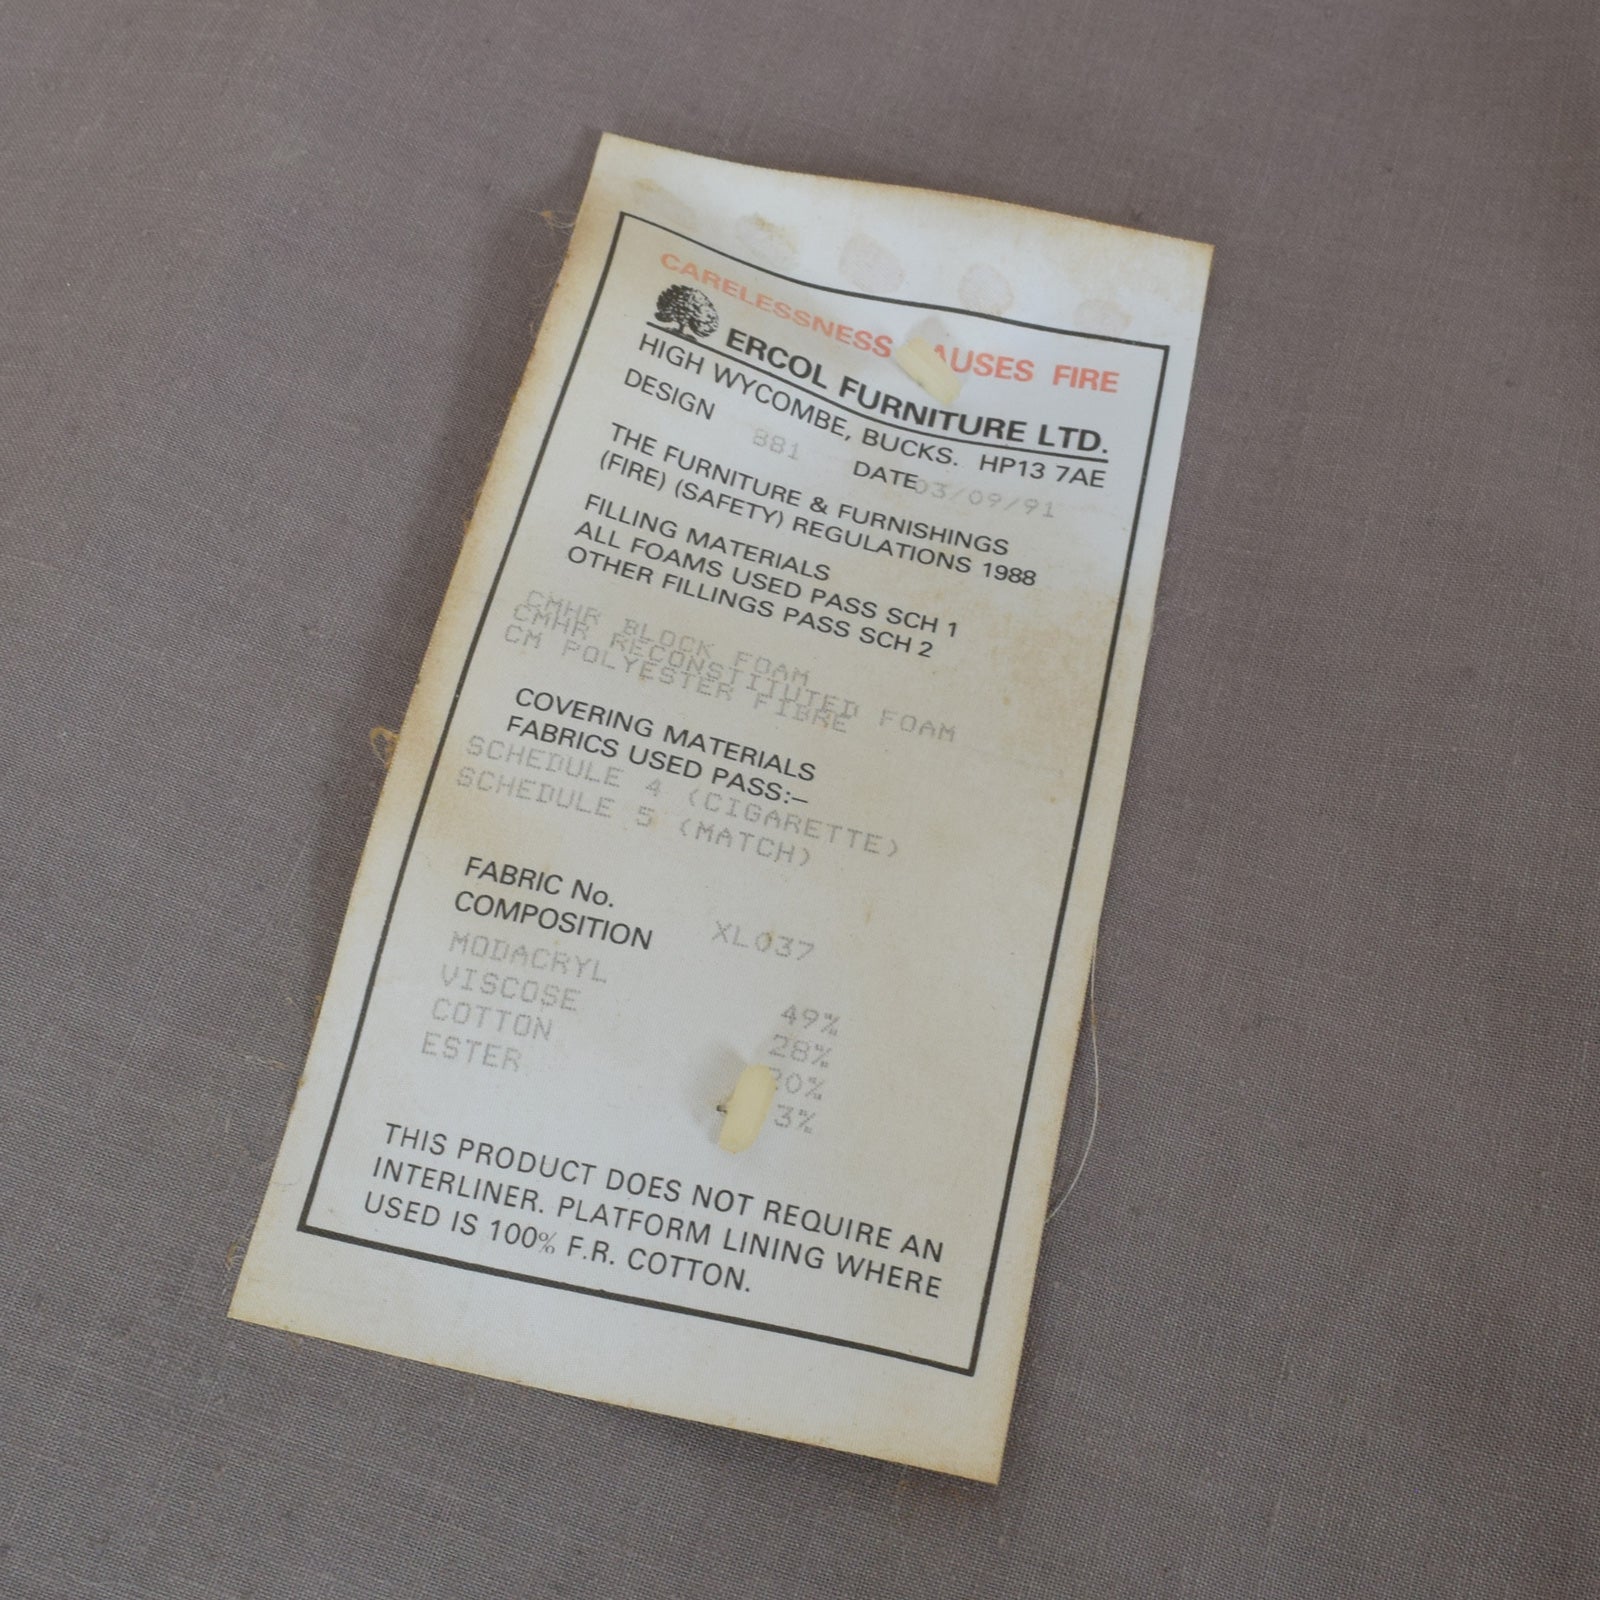 CARELESSNESS CAUSES FIRE
ERCOL FURNITURE LTD.
HIGH WYCOMBE, BUCKS. HP13 7AE
DESIGN 881 DATE 03/09/91
THE FURNITURE & FURNISHINGS
(FIRE) (SAFETY) REGULATIONS 1988
FILLING MATERIALS
ALL FOAMS USED PASS SCH 1
OTHER FILLINGS PASS SCH 2
CMHR BLOCK FOAM
CMHR RECONSTITUTED FOAM
CM POLYESTER FIBRE
COVERING MATERIALS
FABRICS USED PASS:–
SCHEDULE 4 (CIGARETTE)
SCHEDULE 5 (MATCH)
FABRIC No. XL037
COMPOSITION
MODACRYL 49%
VISCOSE 28%
COTTON 20%
ESTER 3%
THIS PRODUCT DOES NOT REQUIRE AN
INTERLINER. PLATFORM LINING WHERE
USED IS 100% F.R. COTTON.